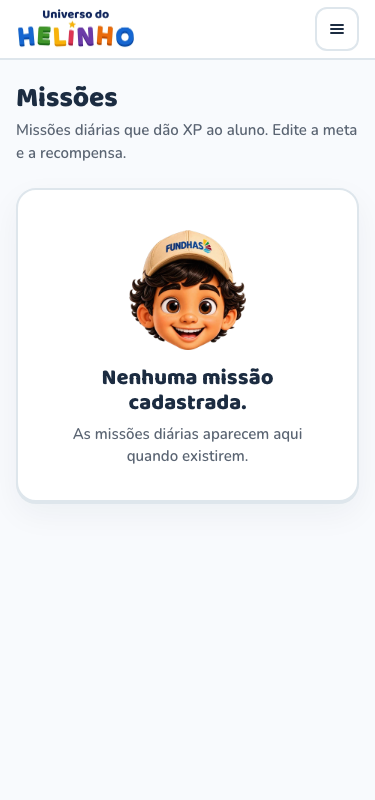 Universo do
HELINHO
Missões
Missões diárias que dão XP ao aluno. Edite a meta
e a recompensa.
FUNDHAS
Nenhuma missão
cadastrada.
As missões diárias aparecem aqui
quando existirem.